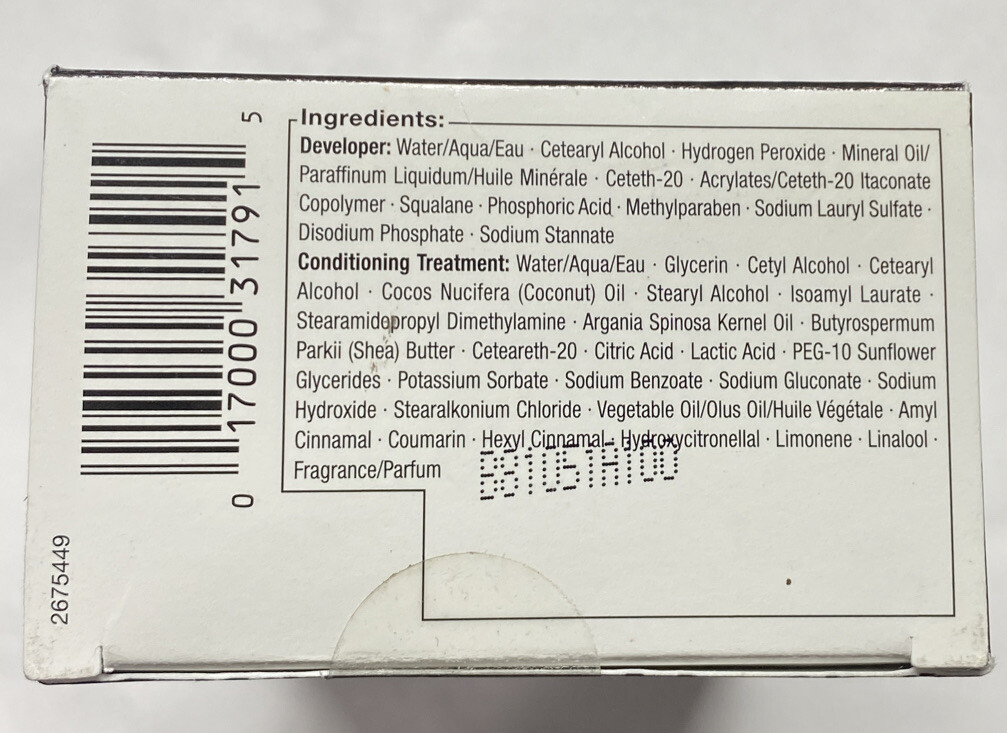 Ingredients:
Developer: Water/Aqua/Eau · Cetearyl Alcohol · Hydrogen Peroxide · Mineral Oil/
Paraffinum Liquidum/Huile Minérale · Ceteth-20 · Acrylates/Ceteth-20 Itaconate
Copolymer · Squalane · Phosphoric Acid · Methylparaben · Sodium Lauryl Sulfate ·
Disodium Phosphate · Sodium Stannate
Conditioning Treatment: Water/Aqua/Eau · Glycerin · Cetyl Alcohol · Cetearyl
Alcohol · Cocos Nucifera (Coconut) Oil · Stearyl Alcohol · Isoamyl Laurate ·
Stearamidopropyl Dimethylamine · Argania Spinosa Kernel Oil · Butyrospermum
Parkii (Shea) Butter · Ceteareth-20 · Citric Acid · Lactic Acid · PEG-10 Sunflower
Glycerides · Potassium Sorbate · Sodium Benzoate · Sodium Gluconate · Sodium
Hydroxide · Stearalkonium Chloride · Vegetable Oil/Olus Oil/Huile Végétale · Amyl
Cinnamal · Coumarin · Hexyl Cinnamal · Hydroxycitronellal · Limonene · Linalool ·
Fragrance/Parfum
0 17000 31791 5
2675449